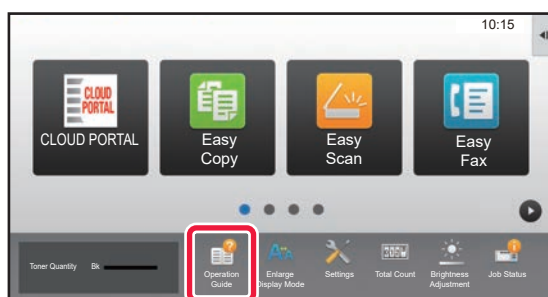 10:15
CLOUD
PORTAL
CLOUD PORTAL
Easy
Copy
Easy
Scan
Easy
Fax
Toner Quantity Bk
Operation
Guide
Enlarge
Display Mode
Settings
Total Count
Brightness
Adjustment
Job Status